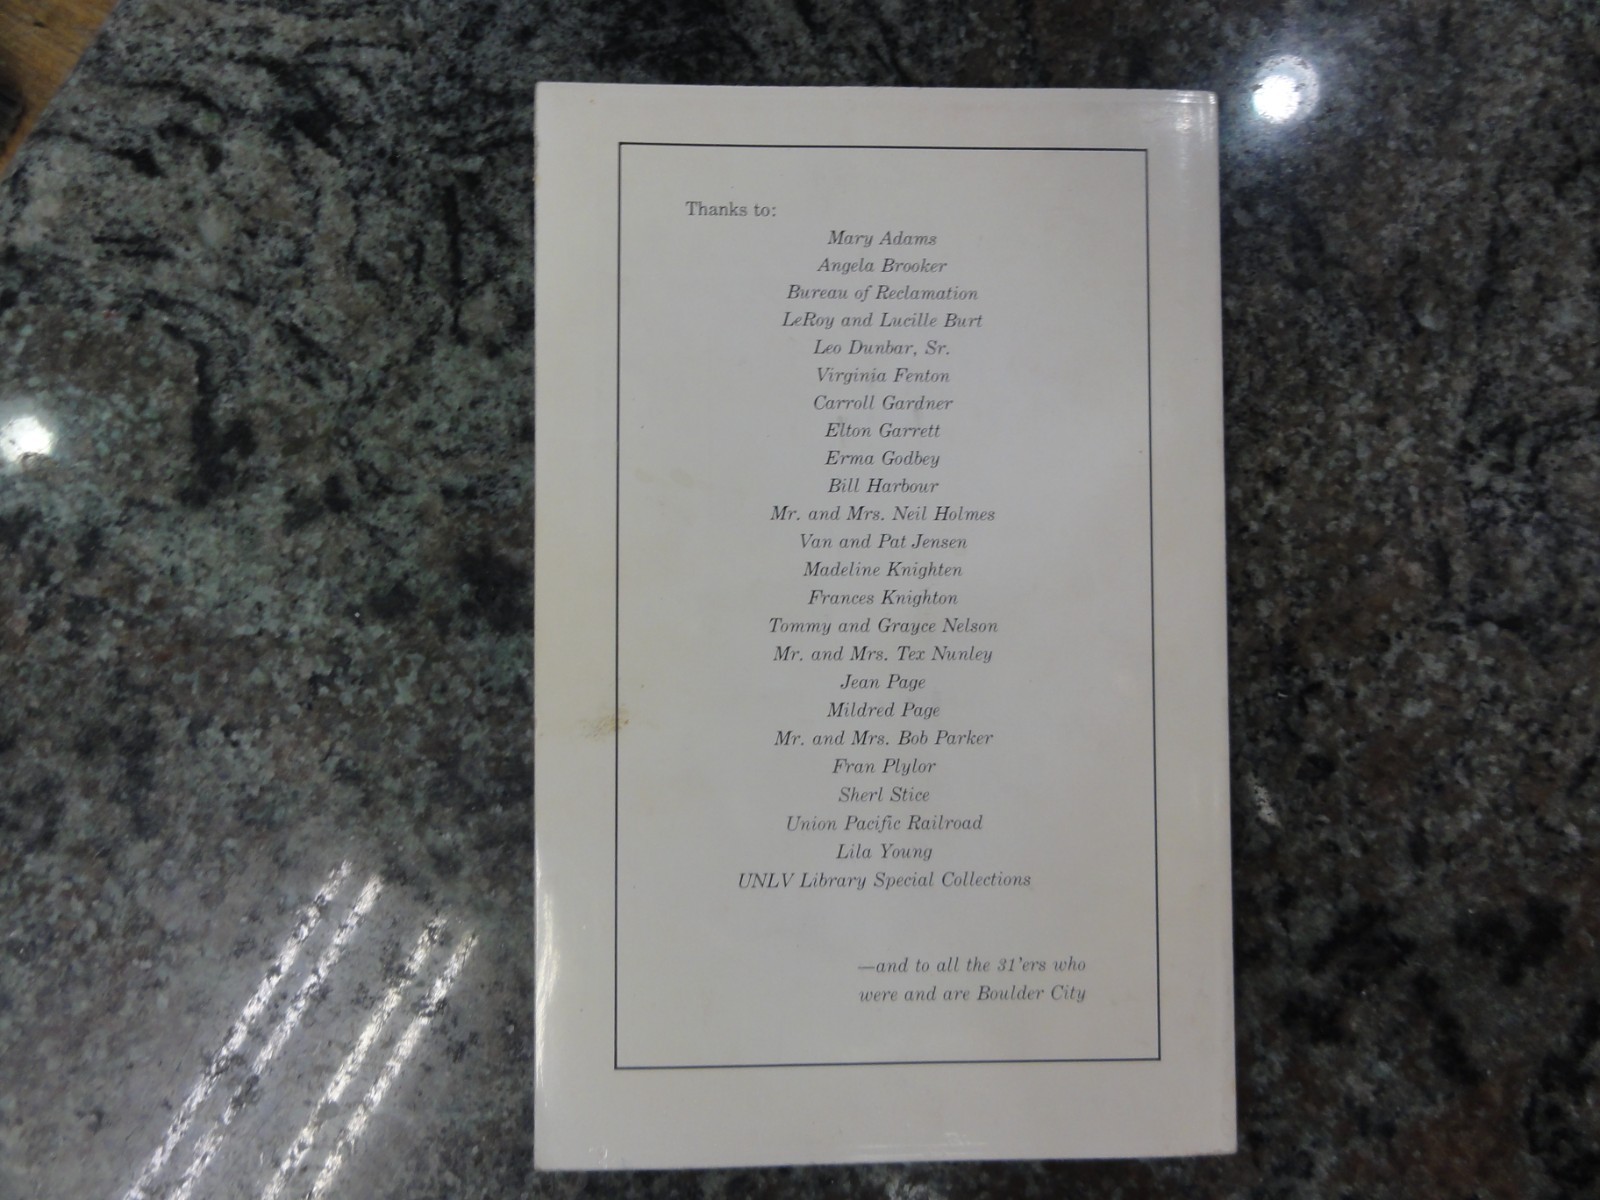 Thanks to:
Mary Adams
Angela Brooker
Bureau of Reclamation
LeRoy and Lucille Burt
Leo Dunbar, Sr.
Virginia Fenton
Carroll Gardner
Elton Garrett
Erma Godbey
Bill Harbour
Mr. and Mrs. Neil Holmes
Van and Pat Jensen
Madeline Knighten
Frances Knighton
Tommy and Grayce Nelson
Mr. and Mrs. Tex Nunley
Jean Page
Mildred Page
Mr. and Mrs. Bob Parker
Fran Plylor
Sherl Stice
Union Pacific Railroad
Lila Young
UNLV Library Special Collections
—and to all the 31'ers who
were and are Boulder City